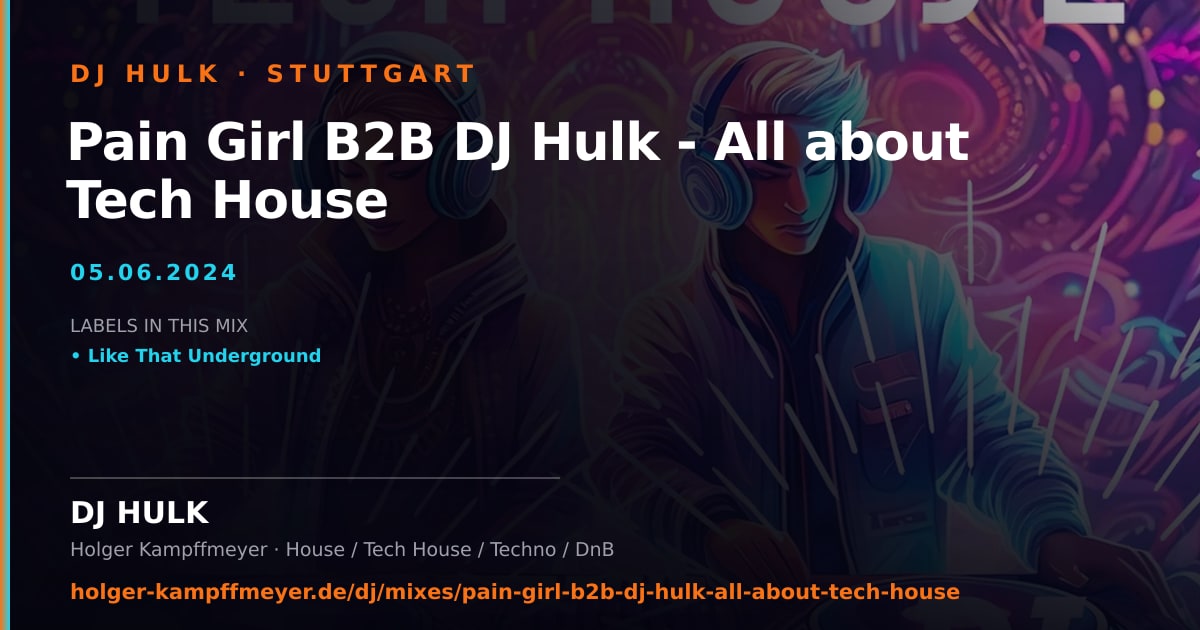 TECH HOUSE
DJ HULK · STUTTGART
Pain Girl B2B DJ Hulk - All about
Tech House
05.06.2024
LABELS IN THIS MIX
• Like That Underground
DJ HULK
Holger Kampffmeyer · House / Tech House / Techno / DnB
holger-kampffmeyer.de/dj/mixes/pain-girl-b2b-dj-hulk-all-about-tech-house